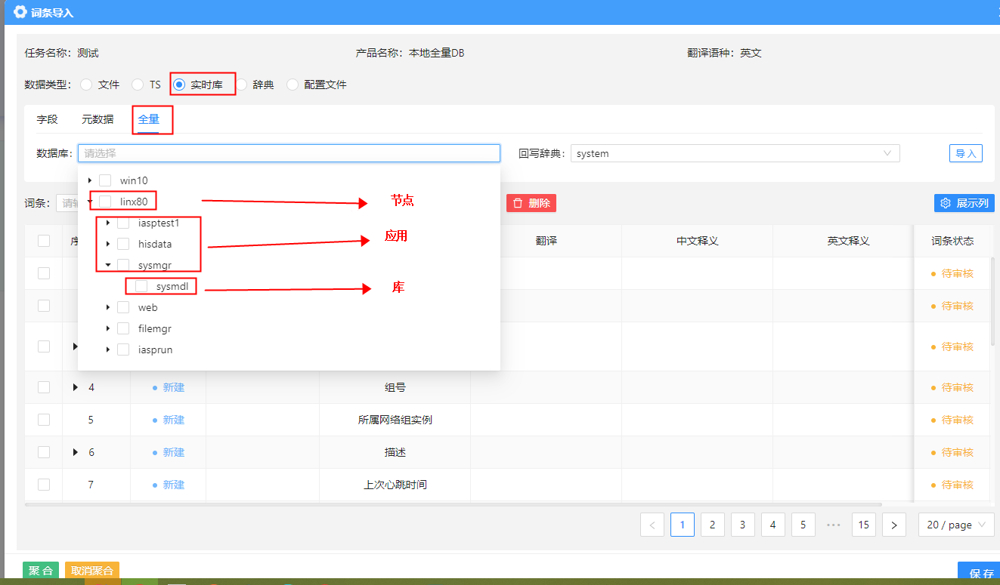 词条导入
任务名称： 测试 产品名称： 本地全量DB 翻译语种： 英文
数据类型： 文件 TS 实时库 辞典 配置文件
字段 元数据 全量
数据库： 请选择 回写辞典： system 导入
win10
词条： linx80 节点 删除 展示列
iasptest1 应用
hisdata 翻译 中文释义 英文释义 词条状态
sysmgr
待审核
sysmdl 库
web 待审核
filemgr
iasprun 待审核
4 新建 组号 待审核
5 新建 所属网络组实例 待审核
6 新建 描述 待审核
7 新建 上次心跳时间 待审核
< 1 2 3 4 5 ••• 15 > 20 / page
聚合 取消聚合 保存